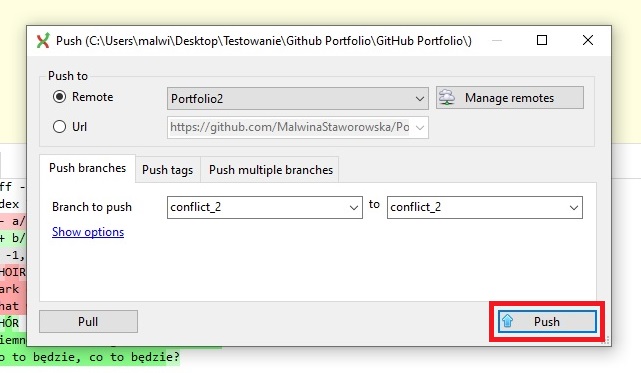 Push (C:\Users\malwi\Desktop\Testowanie\Github Portfolio\GitHub Portfolio\)
Push to
Remote
Portfolio2
Manage remotes
Url
https://github.com/MalwinaStaworowska/Po
Push branches
Push tags
Push multiple branches
Branch to push
conflict_2
to
conflict_2
Show options
Pull
Push
ff -
dex
- a/
+ b/
-1,
HOIR
ark
hat
HÓR
iemn
o to będzie, co to będzie?